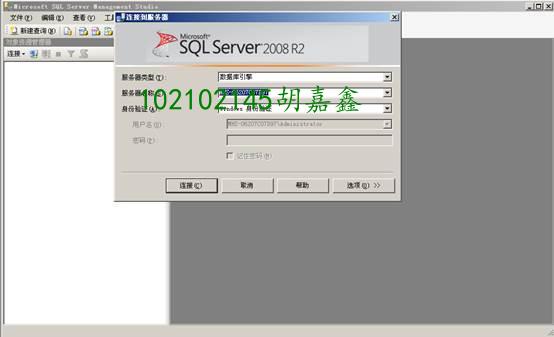 Microsoft SQL Server Management Studio
文件(F) 编辑(E) 查看(V) 工
新建查询(N)
对象资源管理器
连接
连接到服务器
Microsoft
SQL Server 2008 R2
服务器类型(T): 数据库引擎
服务器名称(S):
102102145胡嘉鑫
身份验证(A): Windows 身份验证
用户名(U): \Administrator
密码(P):
记住密码(M)
连接(C) 取消 帮助 选项(O) >>